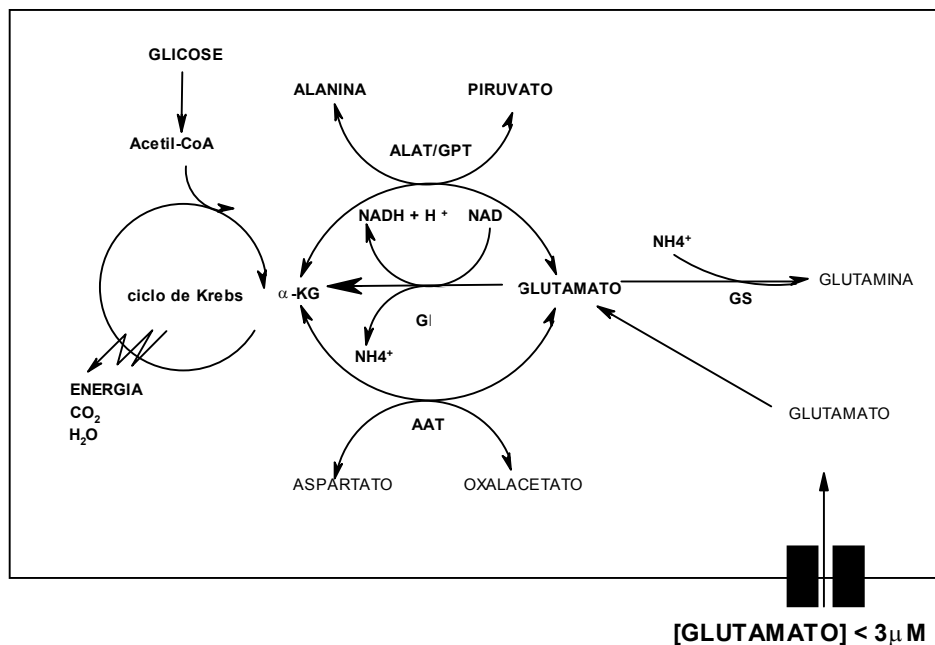 GLICOSE
Acetil-CoA
ciclo de Krebs
ENERGIA
CO₂
H₂O
ALANINA
PIRUVATO
ALAT/GPT
NADH + H ⁺
NAD
α -KG
NH4⁺
AAT
ASPARTATO
OXALACETATO
GLUTAMATO
NH4⁺
GS
GLUTAMINA
GLUTAMATO
[GLUTAMATO] < 3μ M